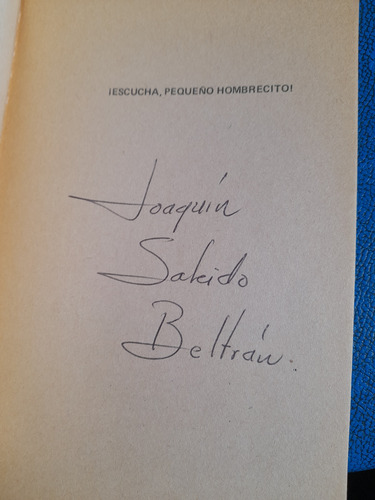 ¡ESCUCHA, PEQUEÑO HOMBRECITO!
Joaquín
Salcido
Beltrán.